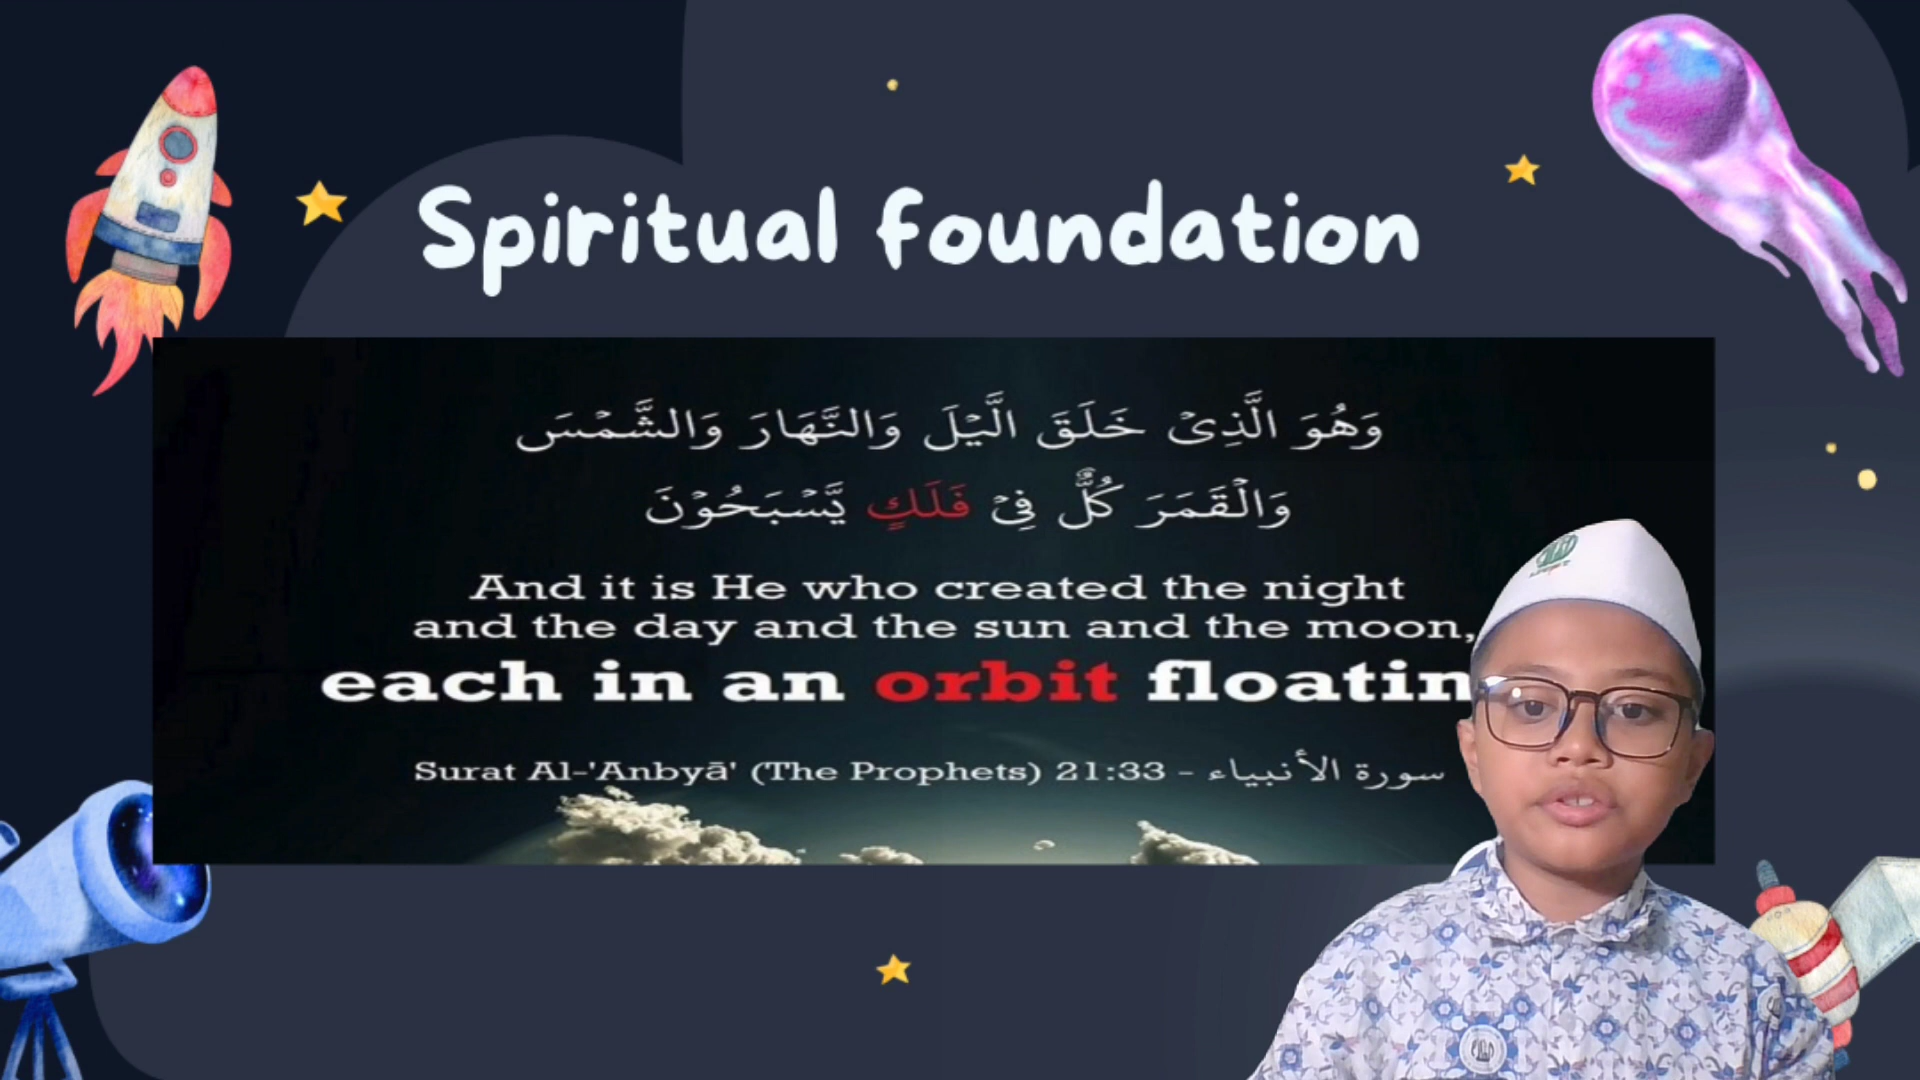 Spiritual foundation
وَهُوَ الَّذِىْ خَلَقَ الَّيْلَ وَالنَّهَارَ وَالشَّمْسَ
وَالْقَمَرَ كُلٌّ فِىْ فَلَكٍ يَّسْبَحُوْنَ
And it is He who created the night
and the day and the sun and the moon,
each in an orbit floatin
Surat Al-'Anbyā' (The Prophets) 21:33 - سورة الأنبياء